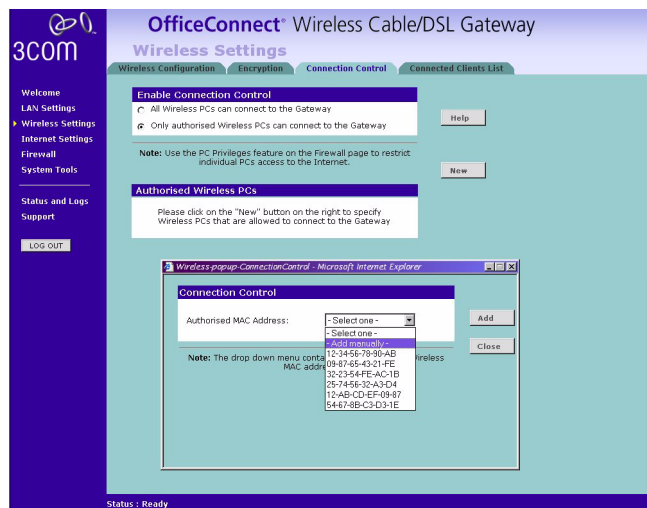 3com
OfficeConnect® Wireless Cable/DSL Gateway
Wireless Settings
Wireless Configuration
Encryption
Connection Control
Connected Clients List
Welcome
LAN Settings
Wireless Settings
Internet Settings
Firewall
System Tools
Status and Logs
Support
LOG OUT
Enable Connection Control
All Wireless PCs can connect to the Gateway
Only authorised Wireless PCs can connect to the Gateway
Note: Use the PC Privileges feature on the Firewall page to restrict
individual PCs access to the Internet.
Help
New
Authorised Wireless PCs
Please click on the "New" button on the right to specify
Wireless PCs that are allowed to connect to the Gateway
Wireless-popup-ConnectionControl - Microsoft Internet Explorer
Connection Control
Authorised MAC Address:
- Select one -
- Select one -
- Add manually -
12-34-56-78-90-AB
09-87-65-43-21-FE
32-23-54-FE-AC-1B
25-74-56-32-A3-D4
12-AB-CD-EF-09-87
54-67-8B-C3-D3-1E
Add
Close
Note: The drop down menu
MAC
Status : Ready